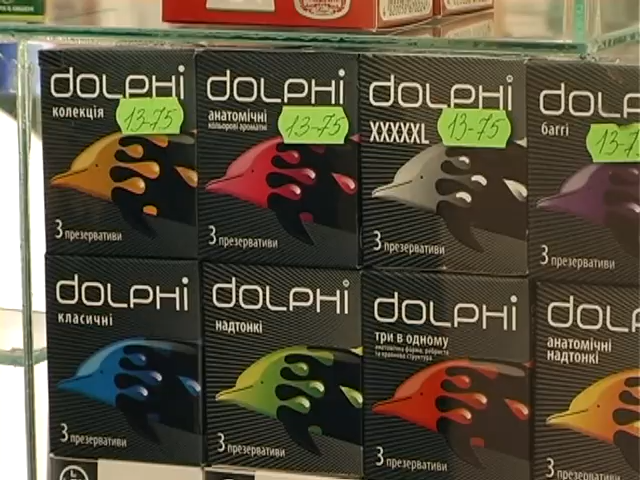 DOLPHI
колекція
13-75
3 презервативи
DOLPHI
анатомічні
кольорові ароматні
13-75
3 презервативи
DOLPHI
XXXXXL
13-75
3 презервативи
DOLP
баггі
13-7
3 презервативи
DOLPHI
класичні
3 презервативи
DOLPHI
надтонкі
3 презервативи
DOLPHI
три в одному
3 презервативи
DOLP
анатомічні
надтонкі
3 презервативи